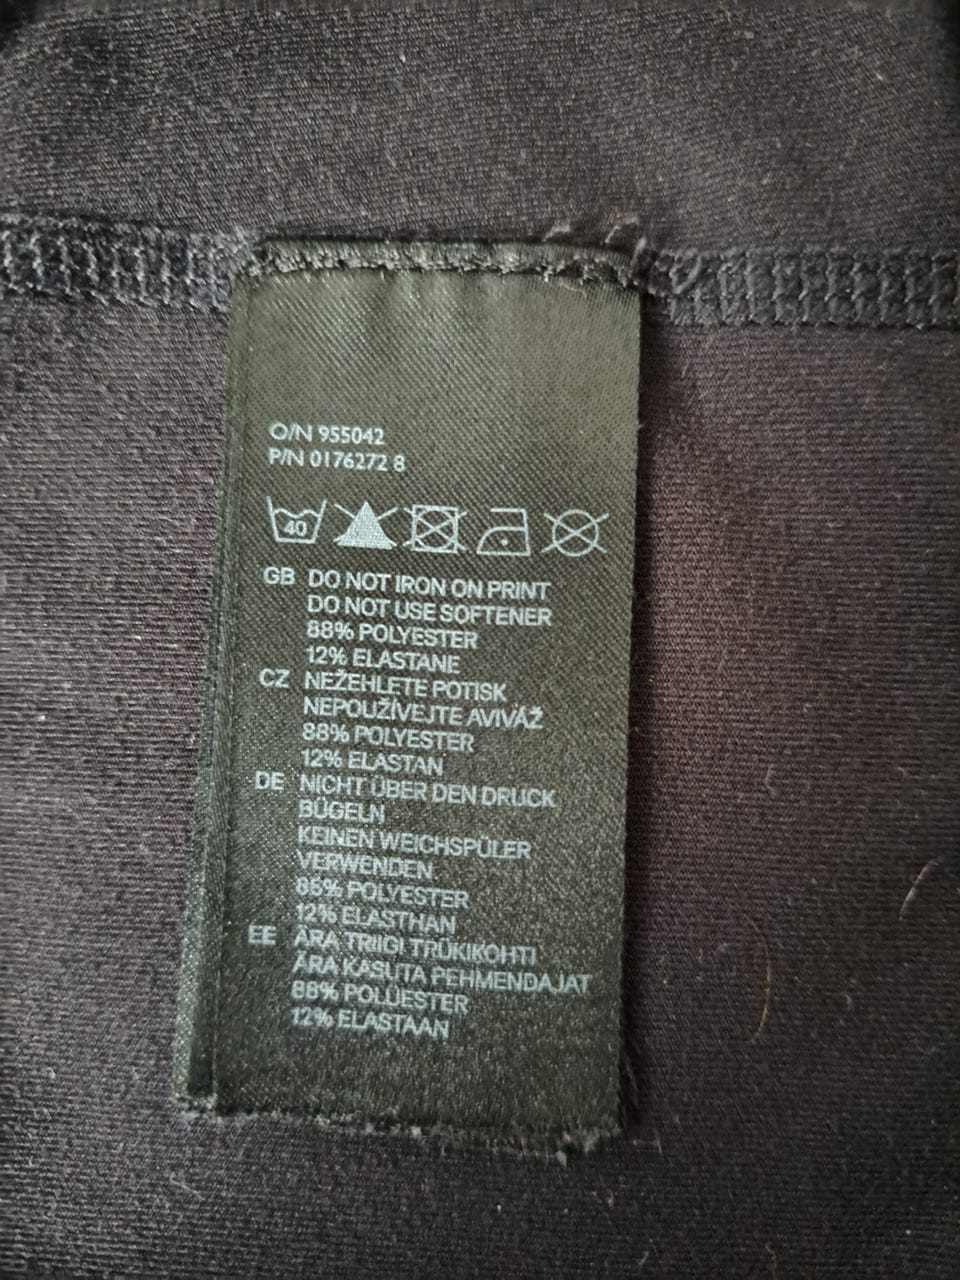 O/N 955042
P/N 0176272 8
40
GB DO NOT IRON ON PRINT
DO NOT USE SOFTENER
88% POLYESTER
12% ELASTANE
CZ NEŽEHLETE POTISK
NEPOUŽÍVEJTE AVIVÁŽ
88% POLYESTER
12% ELASTAN
DE NICHT ÜBER DEN DRUCK
BÜGELN
KEINEN WEICHSPÜLER
VERWENDEN
88% POLYESTER
12% ELASTHAN
EE ÄRA TRIIGI TRÜKIKOHTI
ÄRA KASUTA PEHMENDAJAT
88% POLÜESTER
12% ELASTAAN